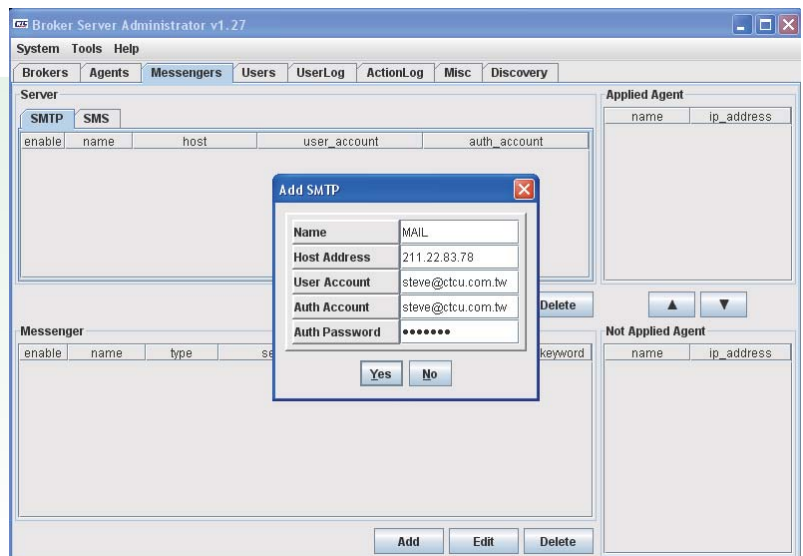 CTC Broker Server Administrator v1.27
System Tools Help
Brokers Agents Messengers Users UserLog ActionLog Misc Discovery
Server
SMTP SMS
enable name host user_account auth_account
Applied Agent
name ip_address
Add SMTP
Name MAIL
Host Address 211.22.83.78
User Account steve@ctcu.com.tw
Auth Account steve@ctcu.com.tw
Auth Password •••••••
Yes No
Delete
▲ ▼
Messenger
enable name type se keyword
Not Applied Agent
name ip_address
Add Edit Delete